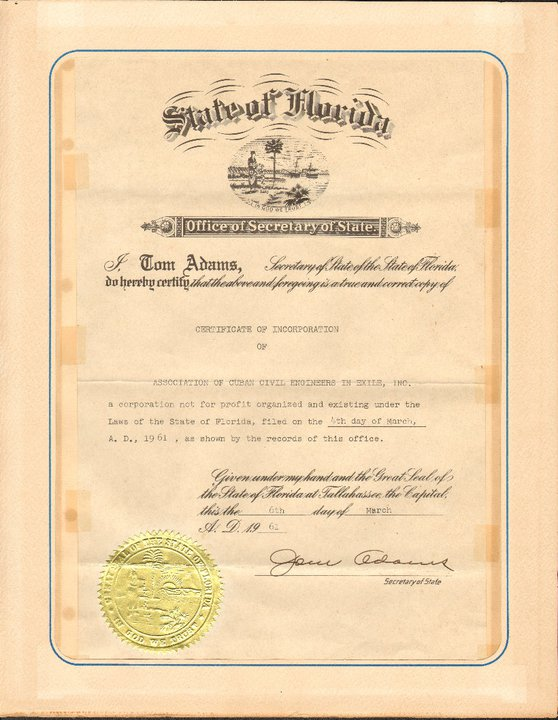 State of Florida
IN GOD WE TRUST
Office of Secretary of State.
I, Tom Adams, Secretary of State of the State of Florida,
do hereby certify that the above and foregoing is a true and correct copy of
CERTIFICATE OF INCORPORATION
OF
ASSOCIATION OF CUBAN CIVIL ENGINEERS IN EXILE, INC.
a corporation not for profit organized and existing under the
Laws of the State of Florida, filed on the 4th day of March,
A. D., 1961, as shown by the records of this office.
Given under my hand and the Great Seal of
the State of Florida at Tallahassee, the Capital,
this the 6th day of March
A. D. 1961
Tom Adams
Secretary of State
GREAT SEAL OF THE STATE OF FLORIDA
IN GOD WE TRUST